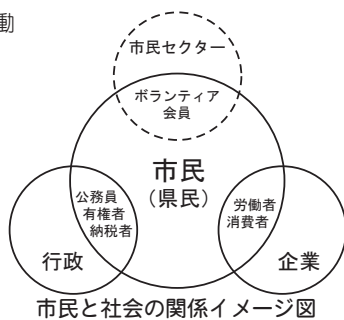 動
市民セクター
ボランティア
会員
市民
（県民）
公務員
有権者
納税者
労働者
消費者
行政
企業
市民と社会の関係イメージ図